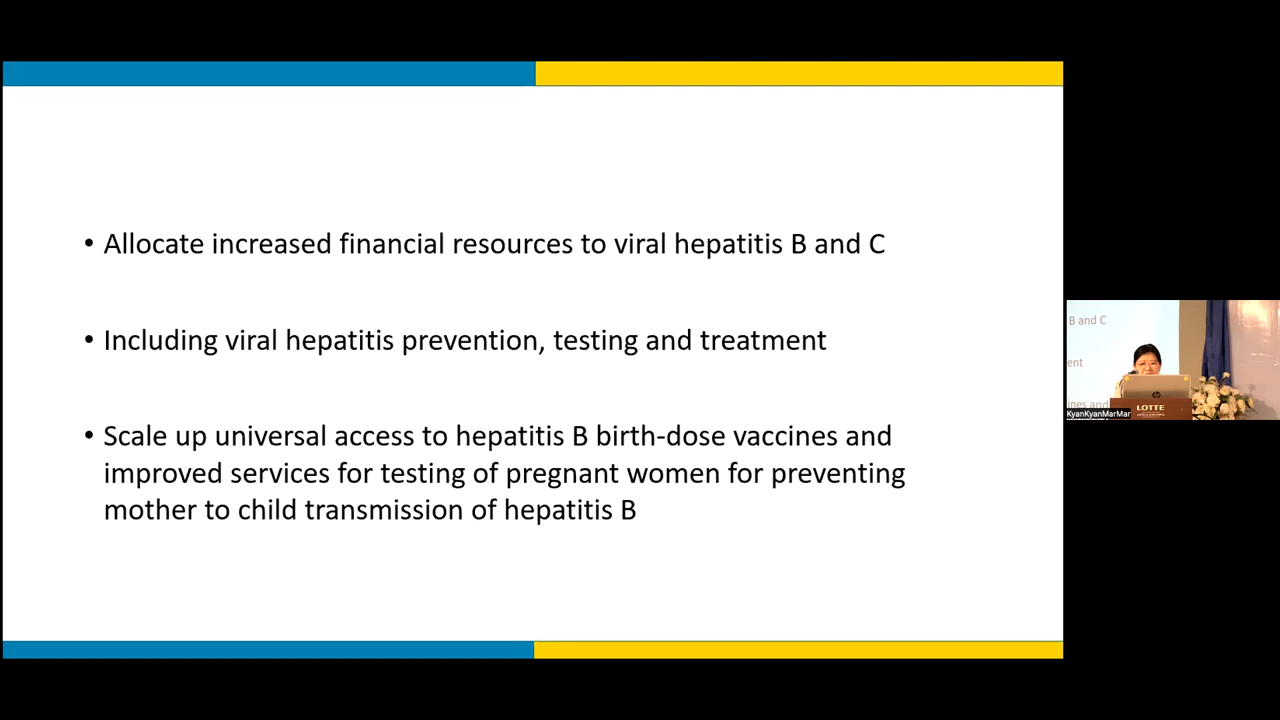 • Allocate increased financial resources to viral hepatitis B and C
• Including viral hepatitis prevention, testing and treatment
• Scale up universal access to hepatitis B birth-dose vaccines and
improved services for testing of pregnant women for preventing
mother to child transmission of hepatitis B
B and C
ent
ines and
hp
LOTTE
KyanKyanMarMar